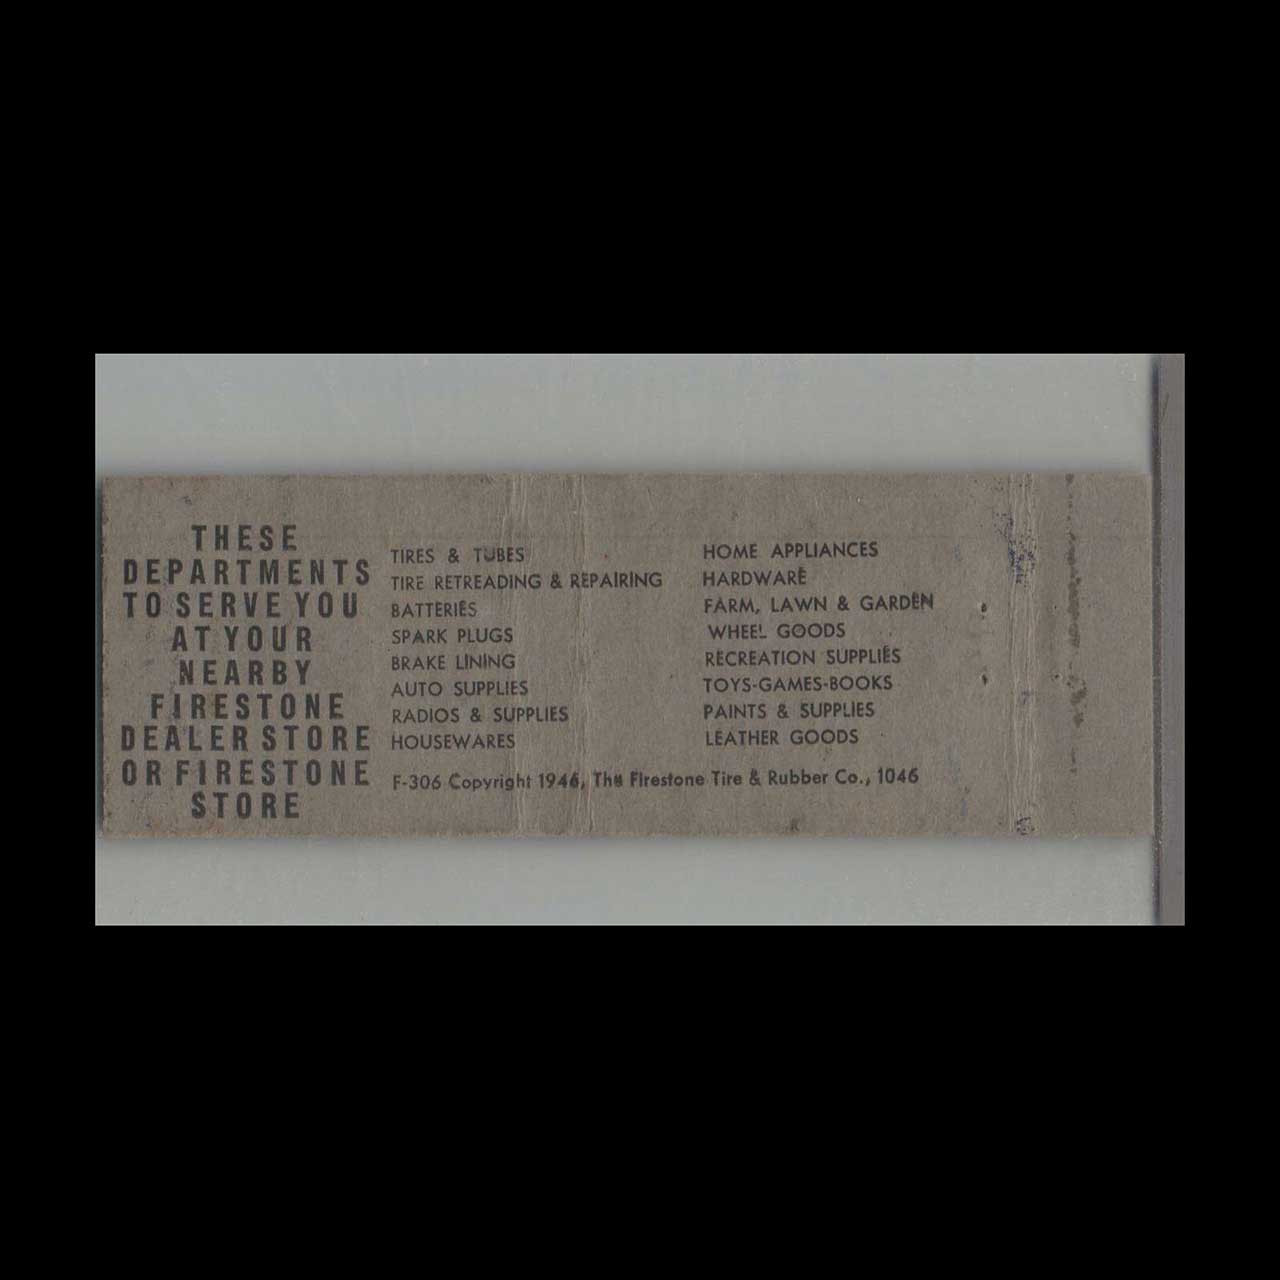 THESE
DEPARTMENTS
TO SERVE YOU
AT YOUR
NEARBY
FIRESTONE
DEALER STORE
OR FIRESTONE
STORE
TIRES & TUBES
TIRE RETREADING & REPAIRING
BATTERIES
SPARK PLUGS
BRAKE LINING
AUTO SUPPLIES
RADIOS & SUPPLIES
HOUSEWARES
HOME APPLIANCES
HARDWARE
FARM, LAWN & GARDEN
WHEEL GOODS
RECREATION SUPPLIES
TOYS-GAMES-BOOKS
PAINTS & SUPPLIES
LEATHER GOODS
F-306 Copyright 1946, The Firestone Tire & Rubber Co., 1046